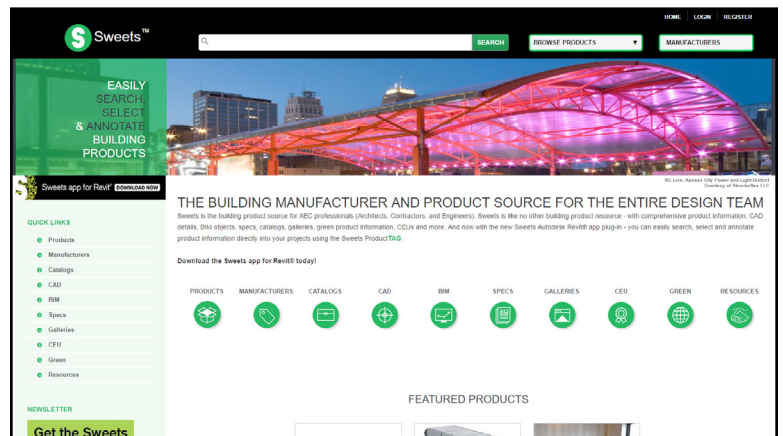 HOME LOGIN REGISTER
Sweets™
SEARCH
BROWSE PRODUCTS
MANUFACTURERS
EASILY
SEARCH,
SELECT
& ANNOTATE
BUILDING
PRODUCTS
KC Live, Kansas City Power and Light District
Courtesy of Structurflex LLC
Sweets app for Revit® DOWNLOAD NOW
THE BUILDING MANUFACTURER AND PRODUCT SOURCE FOR THE ENTIRE DESIGN TEAM
Sweets is the building product source for AEC professionals (Architects, Contractors, and Engineers). Sweets is like no other building product resource - with comprehensive product information, CAD
details, BIM objects, specs, catalogs, galleries, green product information, CEUs and more. And now with the new Sweets Autodesk Revit® app plug-in - you can easily search, select and annotate
product information directly into your projects using the Sweets ProductTAG.
Download the Sweets app for Revit® today!
QUICK LINKS
Products
Manufacturers
Catalogs
CAD
BIM
Specs
Galleries
CEU
Green
Resources
PRODUCTS MANUFACTURERS CATALOGS CAD BIM SPECS GALLERIES CEU GREEN RESOURCES
FEATURED PRODUCTS
NEWSLETTER
Get the Sweets